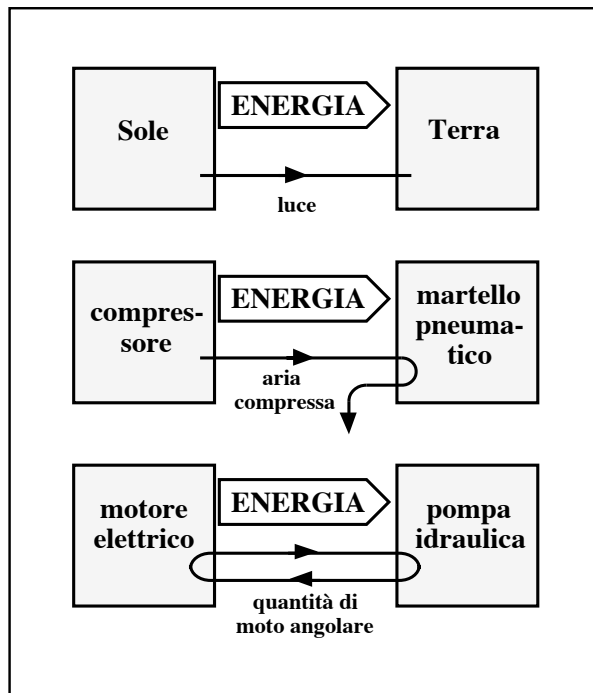 Sole
ENERGIA
Terra
luce
compres-
sore
ENERGIA
martello
pneuma-
tico
aria
compressa
motore
elettrico
ENERGIA
pompa
idraulica
quantità di
moto angolare